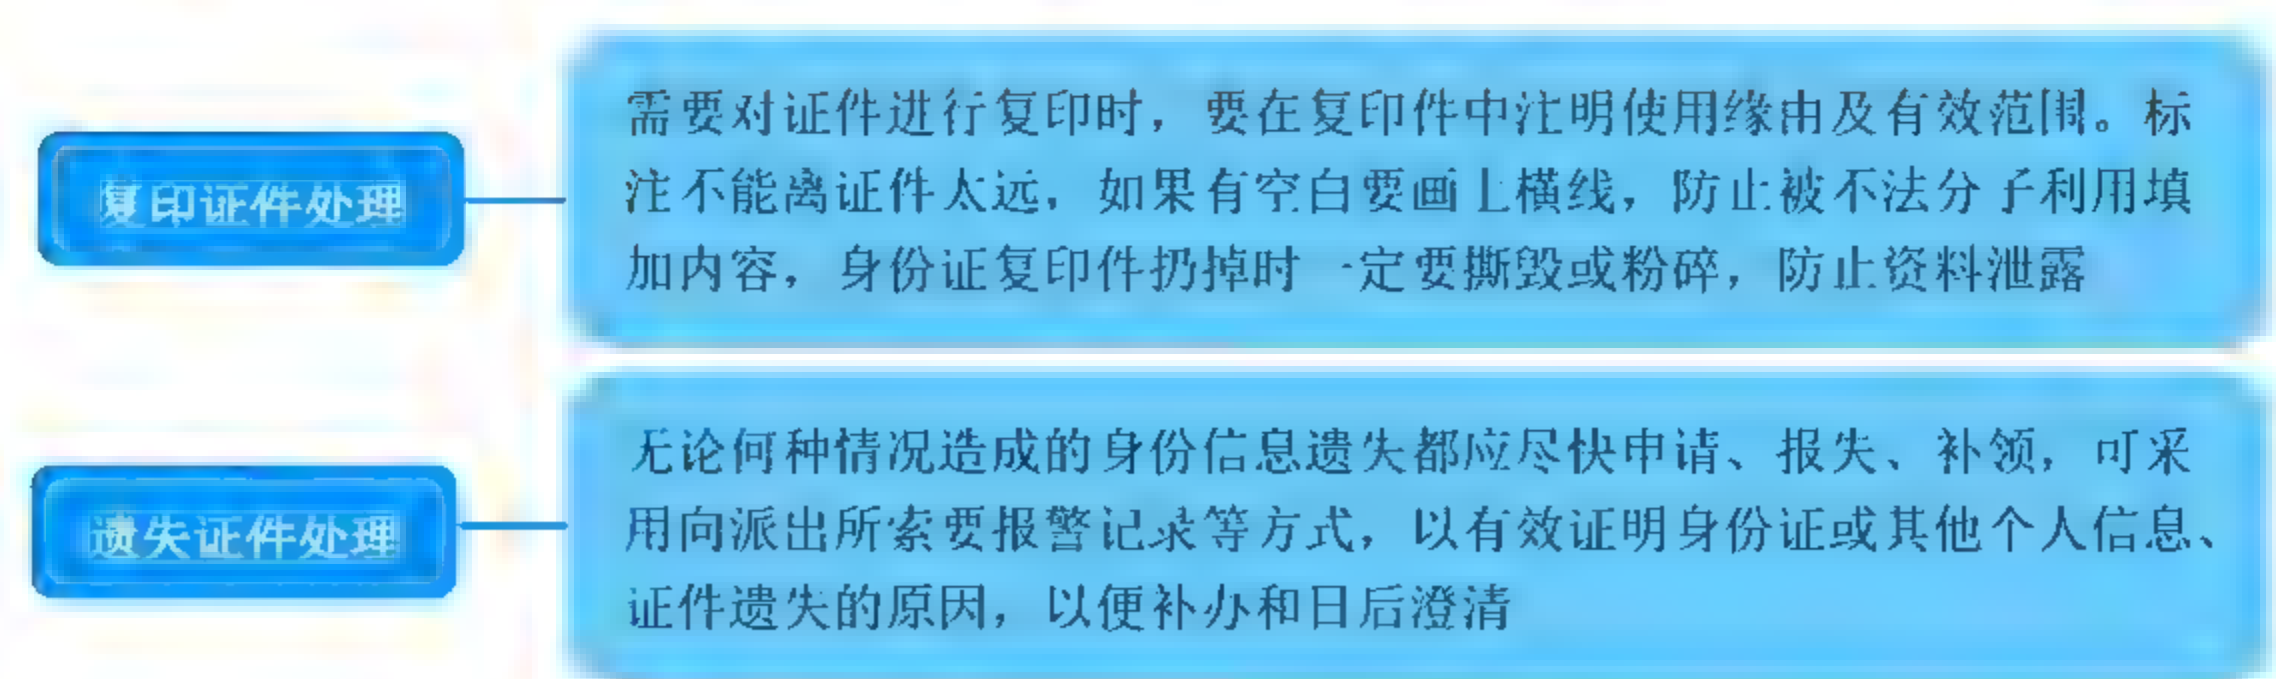 复印证件处理
需要对证件进行复印时，要在复印件中注明使用缘由及有效范围。标
注不能离证件太远，如果有空白要画上横线，防止被不法分子利用填
加内容，身份证复印件扔掉时一定要撕毁或粉碎，防止资料泄露
遗失证件处理
无论何种情况造成的身份信息遗失都应尽快申请、报失、补领，可采
用向派出所索要报警记录等方式，以有效证明身份证或其他个人信息、
证件遗失的原因，以便补办和日后澄清